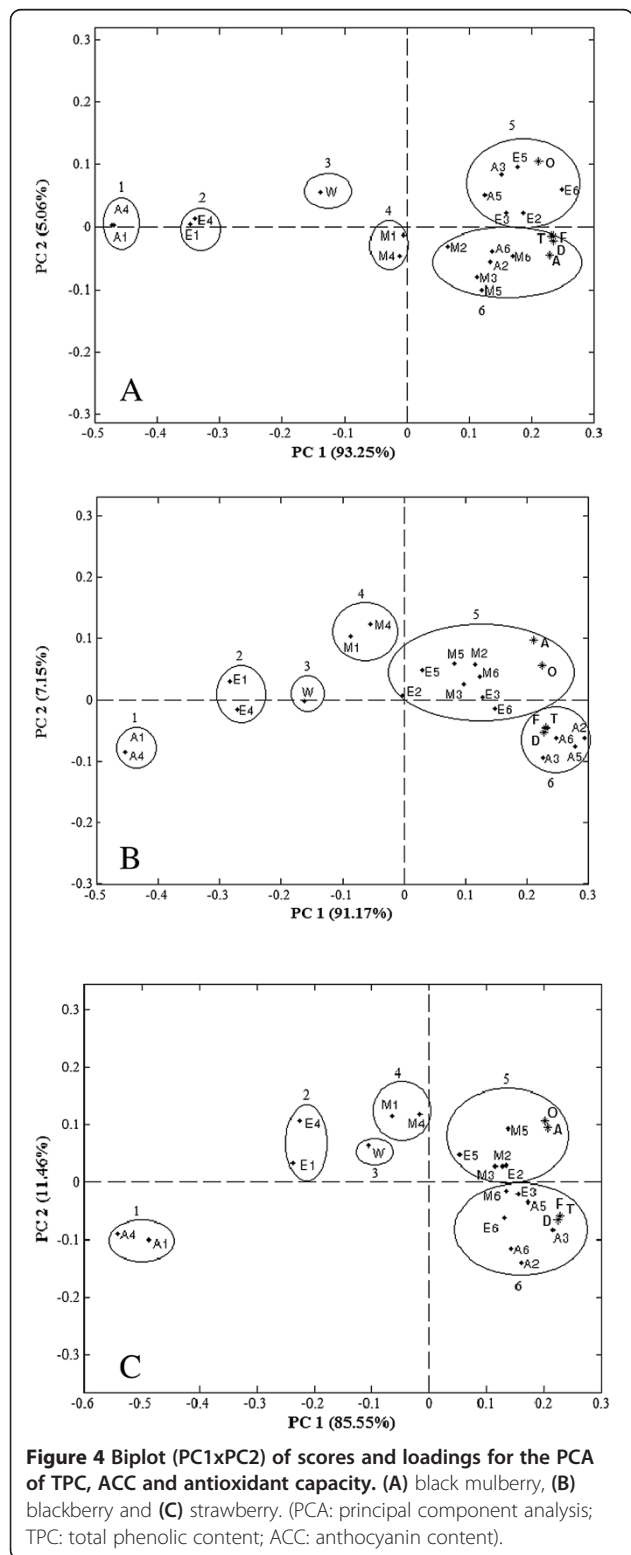 0.3
0.2
0.1
0
-0.1
-0.2
-0.3
PC 2 (5.06%)
1
A4
A1
2
E4
E1
3
W
4
M1
M4
5
E5
O
A3
A5
E6
E3
E2
T
F
D
A
M2
A6
A2
M6
M3
M5
6
A
-0.5
-0.4
-0.3
-0.2
-0.1
0
0.1
0.2
0.3
PC 1 (93.25%)
0.3
0.2
0.1
0
-0.1
-0.2
-0.3
PC 2 (7.15%)
1
A1
A4
2
E1
E4
3
W
4
M4
M1
5
A
O
M5
M2
E5
M6
M3
E2
E3
E6
F
T
D
A2
A6
A3
A5
6
B
-0.5
-0.4
-0.3
-0.2
-0.1
0
0.1
0.2
0.3
PC 1 (91.17%)
0.3
0.2
0.1
0
-0.1
-0.2
-0.3
PC 2 (11.46%)
1
A4
A1
2
E4
E1
4
M1
M4
W
3
5
O
A
M5
E5
M2
M3
E2
M6
E3
A5
F
T
D
A3
E6
A6
A2
6
C
-0.6
-0.5
-0.4
-0.3
-0.2
-0.1
0
0.1
0.2
0.3
PC 1 (85.55%)
Figure 4 Biplot (PC1xPC2) of scores and loadings for the PCA
of TPC, ACC and antioxidant capacity. (A) black mulberry, (B)
blackberry and (C) strawberry. (PCA: principal component analysis;
TPC: total phenolic content; ACC: anthocyanin content).